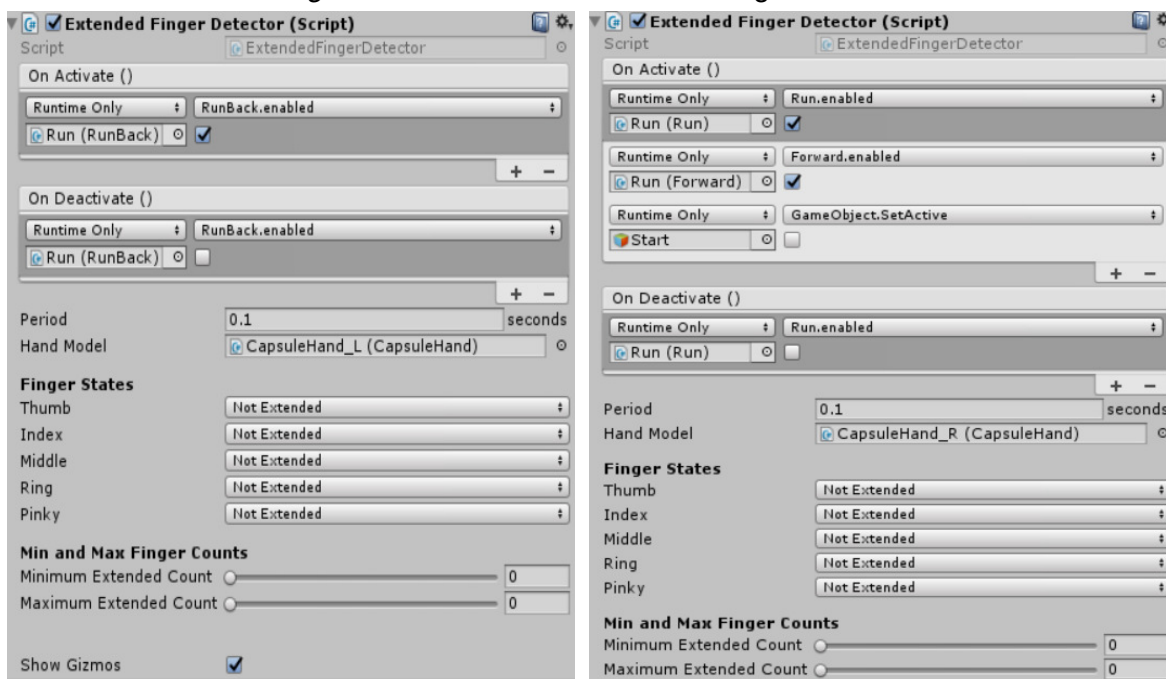 Extended Finger Detector (Script)
Script ExtendedFingerDetector
On Activate ()
Runtime Only RunBack.enabled
Run (RunBack)
+ -
On Deactivate ()
Runtime Only RunBack.enabled
Run (RunBack)
+ -
Period 0.1 seconds
Hand Model CapsuleHand_L (CapsuleHand)
Finger States
Thumb Not Extended
Index Not Extended
Middle Not Extended
Ring Not Extended
Pinky Not Extended
Min and Max Finger Counts
Minimum Extended Count 0
Maximum Extended Count 0
Show Gizmos
Extended Finger Detector (Script)
Script ExtendedFingerDetector
On Activate ()
Runtime Only Run.enabled
Run (Run)
Runtime Only Forward.enabled
Run (Forward)
Runtime Only GameObject.SetActive
Start
+ -
On Deactivate ()
Runtime Only Run.enabled
Run (Run)
+ -
Period 0.1 seconds
Hand Model CapsuleHand_R (CapsuleHand)
Finger States
Thumb Not Extended
Index Not Extended
Middle Not Extended
Ring Not Extended
Pinky Not Extended
Min and Max Finger Counts
Minimum Extended Count 0
Maximum Extended Count 0